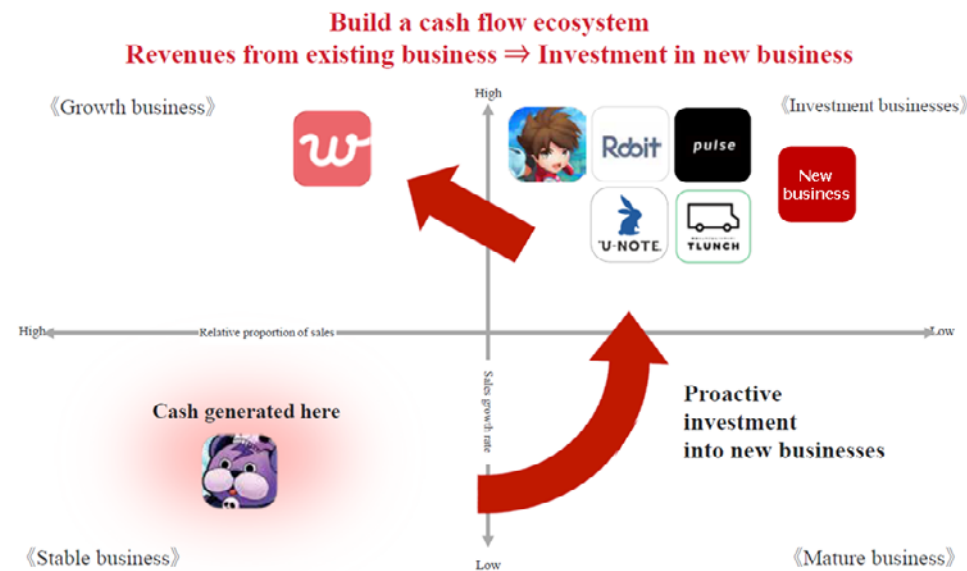 Build a cash flow ecosystem
Revenues from existing business ⇒ Investment in new business
《Growth business》
High
《Investment businesses》
w
Robit
pulse
New
business
U-NOTE.
TLUNCH
High
Relative proportion of sales
Low
Sales growth rate
Cash generated here
Proactive
investment
into new businesses
《Stable business》
Low
《Mature business》